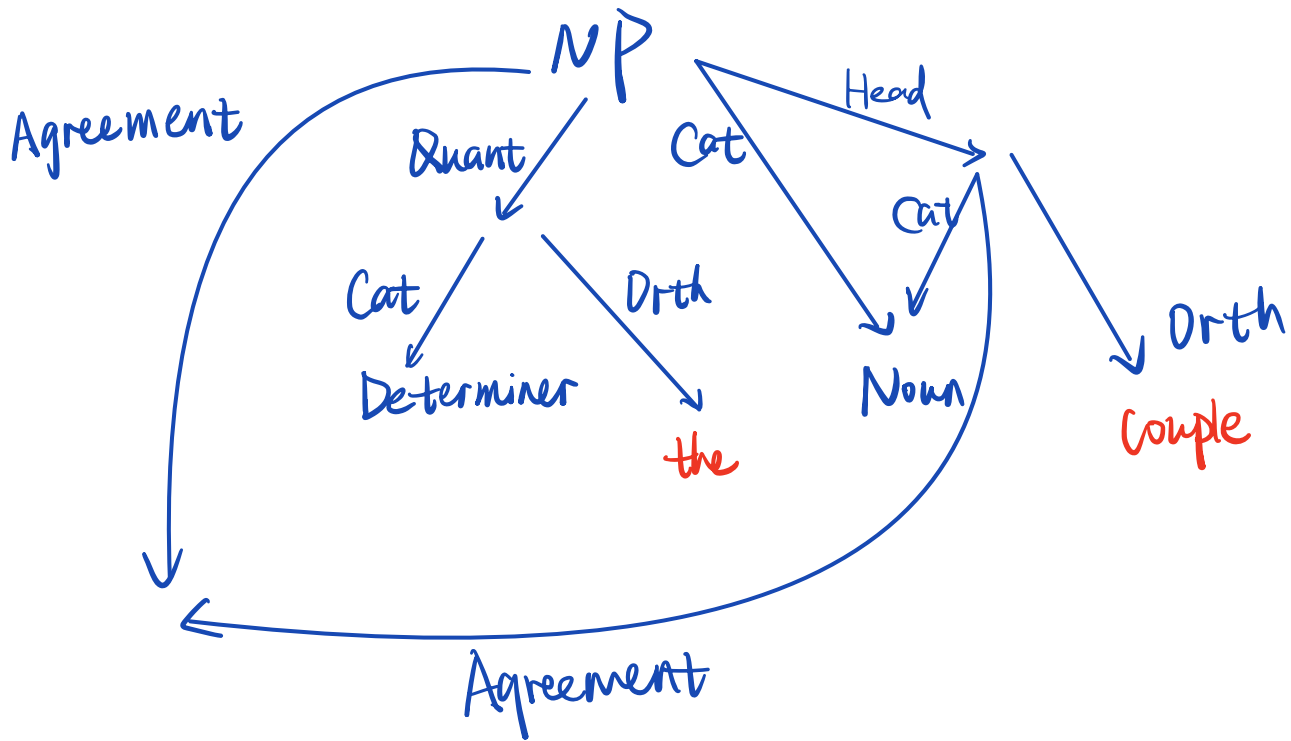 NP
Head
Agreement
Quant
Cat
Cat
Cat
Orth
Orth
Determiner
Noun
the
Couple
Agreement